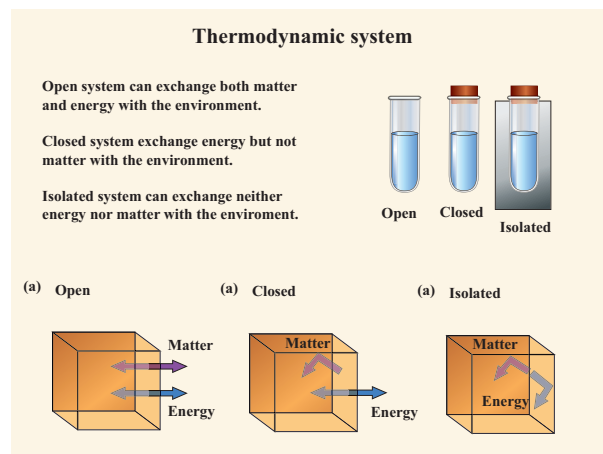 Thermodynamic system
Open system can exchange both matter
and energy with the environment.
Closed system exchange energy but not
matter with the environment.
Isolated system can exchange neither
energy nor matter with the enviroment.
Open
Closed
Isolated
(a) Open
(a) Closed
(a) Isolated
Matter
Energy
Matter
Energy
Matter
Energy